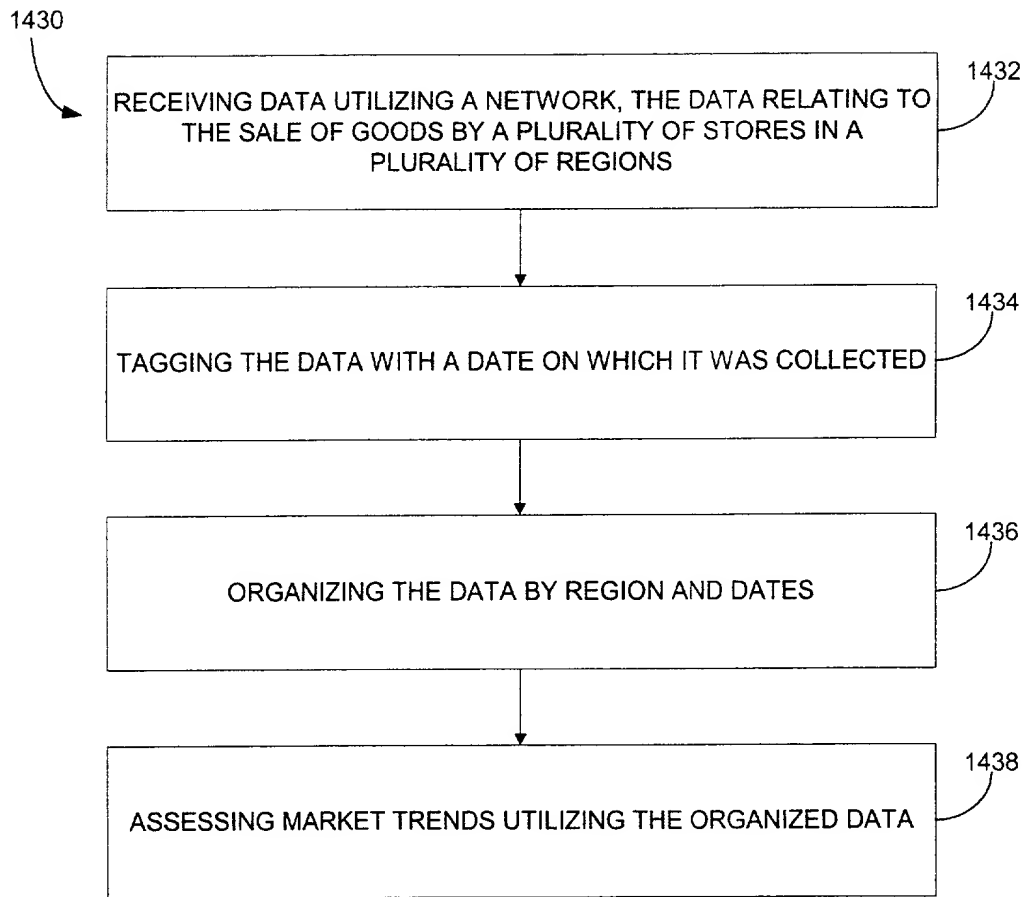 1430
1432
RECEIVING DATA UTILIZING A NETWORK, THE DATA RELATING TO
THE SALE OF GOODS BY A PLURALITY OF STORES IN A
PLURALITY OF REGIONS
1434
TAGGING THE DATA WITH A DATE ON WHICH IT WAS COLLECTED
1436
ORGANIZING THE DATA BY REGION AND DATES
1438
ASSESSING MARKET TRENDS UTILIZING THE ORGANIZED DATA